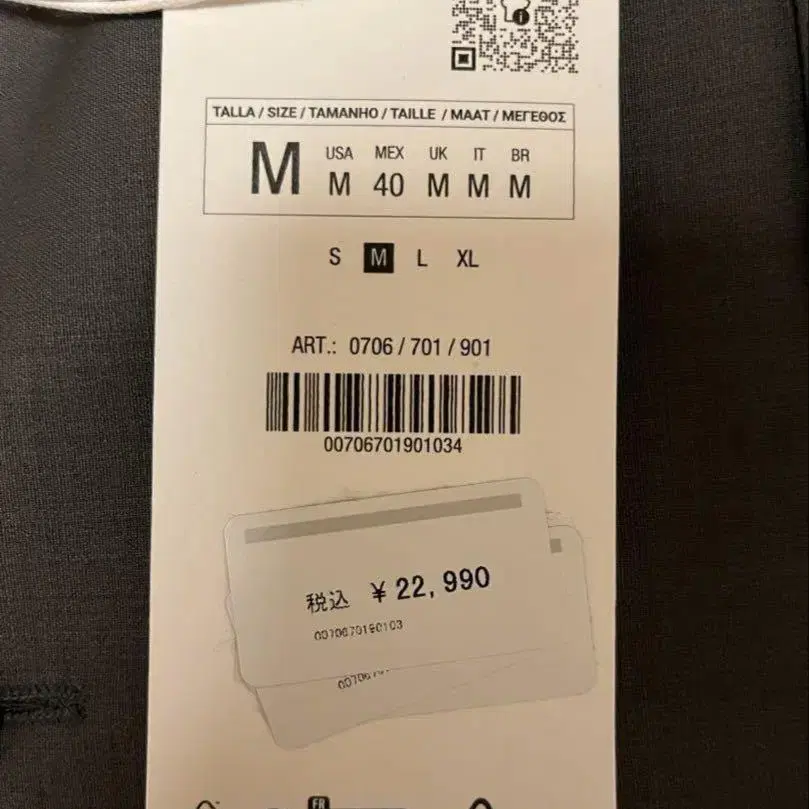 TALLA / SIZE / TAMANHO / TAILLE / MAAT / ΜΕΓΕΘΟΣ
USA MEX UK IT BR
M M 40 M M M
S M L XL
ART.: 0706 / 701 / 901
00706701901034
税込 ¥22,990
0070670190103
FR